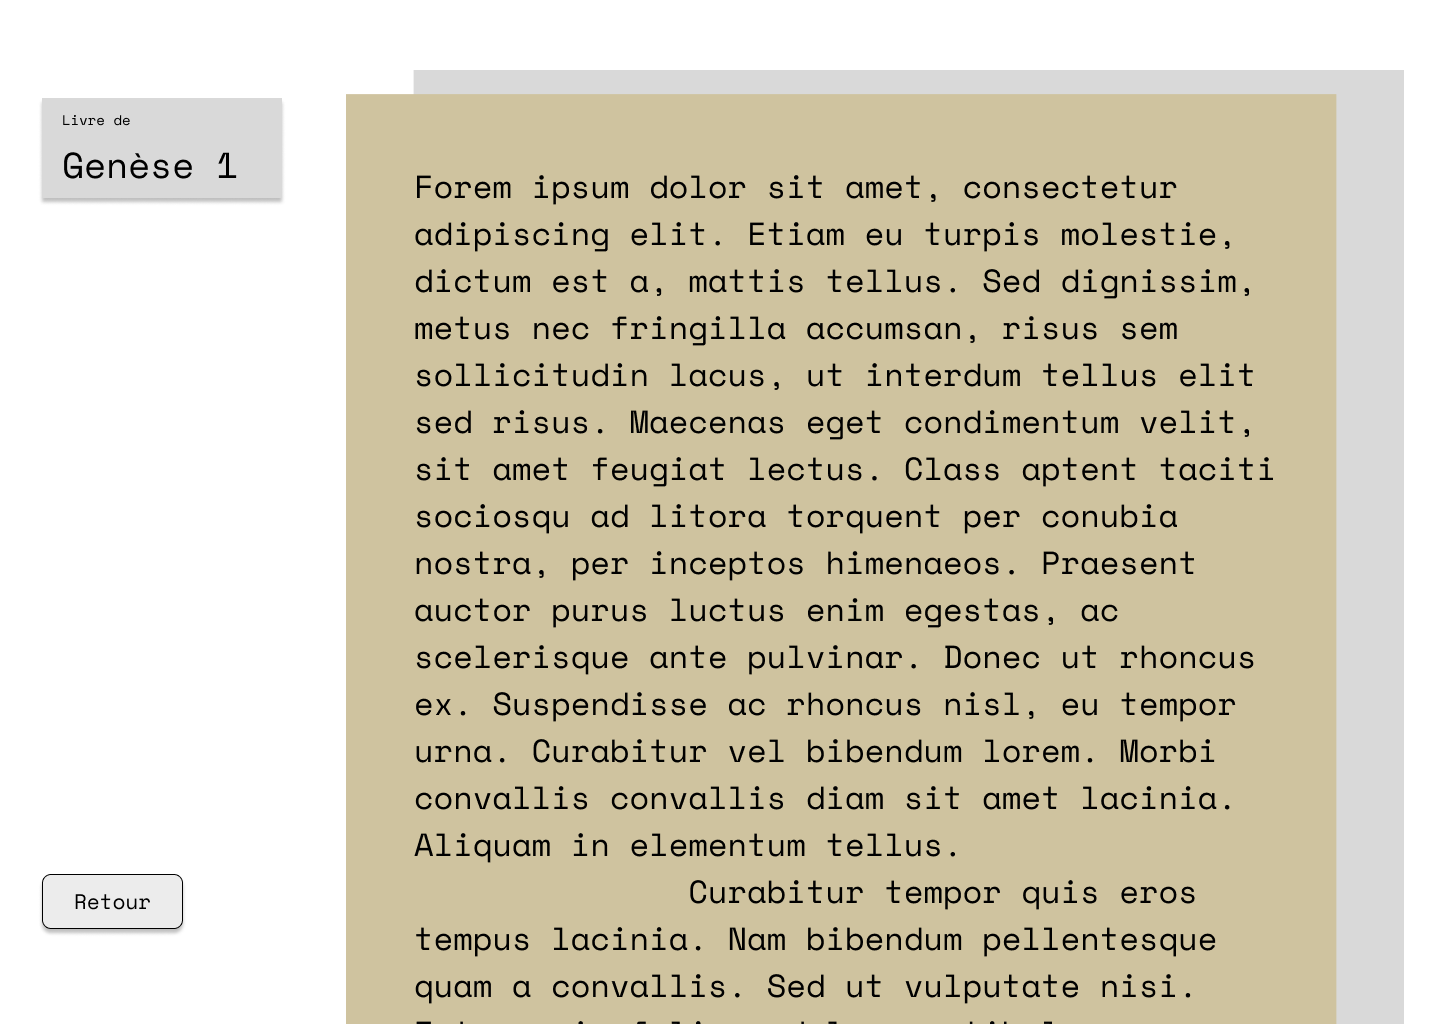 Livre de
Genèse 1
Forem ipsum dolor sit amet, consectetur
adipiscing elit. Etiam eu turpis molestie,
dictum est a, mattis tellus. Sed dignissim,
metus nec fringilla accumsan, risus sem
sollicitudin lacus, ut interdum tellus elit
sed risus. Maecenas eget condimentum velit,
sit amet feugiat lectus. Class aptent taciti
sociosqu ad litora torquent per conubia
nostra, per inceptos himenaeos. Praesent
auctor purus luctus enim egestas, ac
scelerisque ante pulvinar. Donec ut rhoncus
ex. Suspendisse ac rhoncus nisl, eu tempor
urna. Curabitur vel bibendum lorem. Morbi
convallis convallis diam sit amet lacinia.
Aliquam in elementum tellus.
Curabitur tempor quis eros
tempus lacinia. Nam bibendum pellentesque
quam a convallis. Sed ut vulputate nisi.
Retour